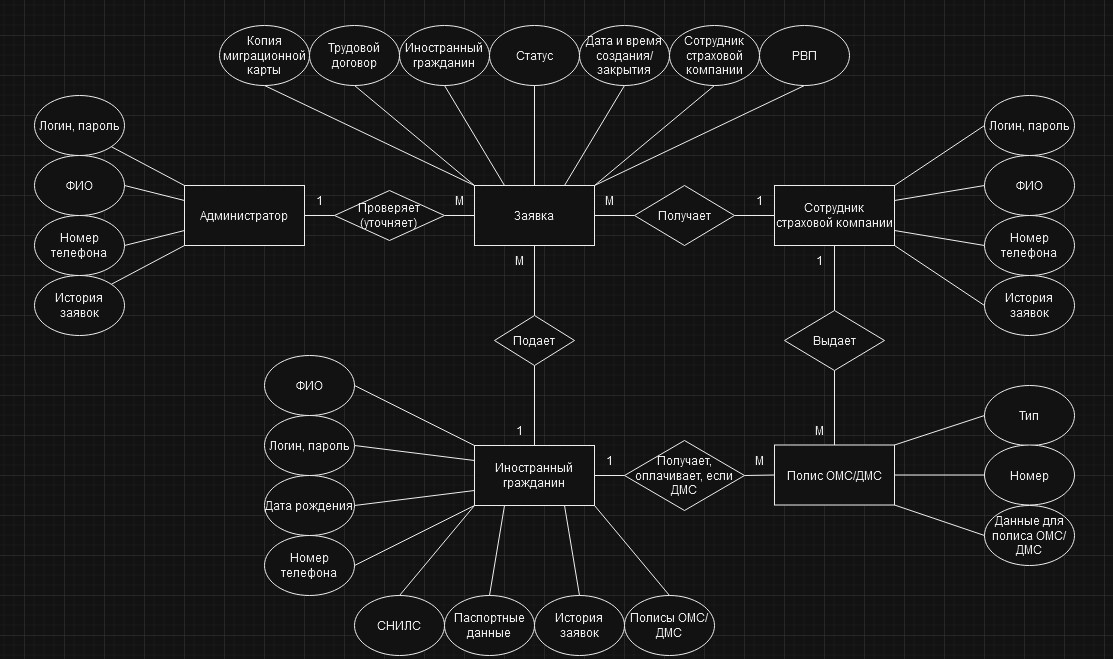 Копия
миграционной
карты
Трудовой
договор
Иностранный
гражданин
Статус
Дата и время
создания/
закрытия
Сотрудник
страховой
компании
РВП
Логин, пароль
ФИО
Номер
телефона
История
заявок
Администратор
1
Проверяет
(уточняет)
М
Заявка
М
Получает
1
Сотрудник
страховой компании
Логин, пароль
ФИО
Номер
телефона
История
заявок
М
Подает
1
1
Выдает
М
ФИО
Логин, пароль
Дата рождения
Номер
телефона
Иностранный
гражданин
1
Получает,
оплачивает, если
ДМС
М
Полис ОМС/ДМС
Тип
Номер
Данные для
полиса ОМС/
ДМС
СНИЛС
Паспортные
данные
История
заявок
Полисы ОМС/
ДМС